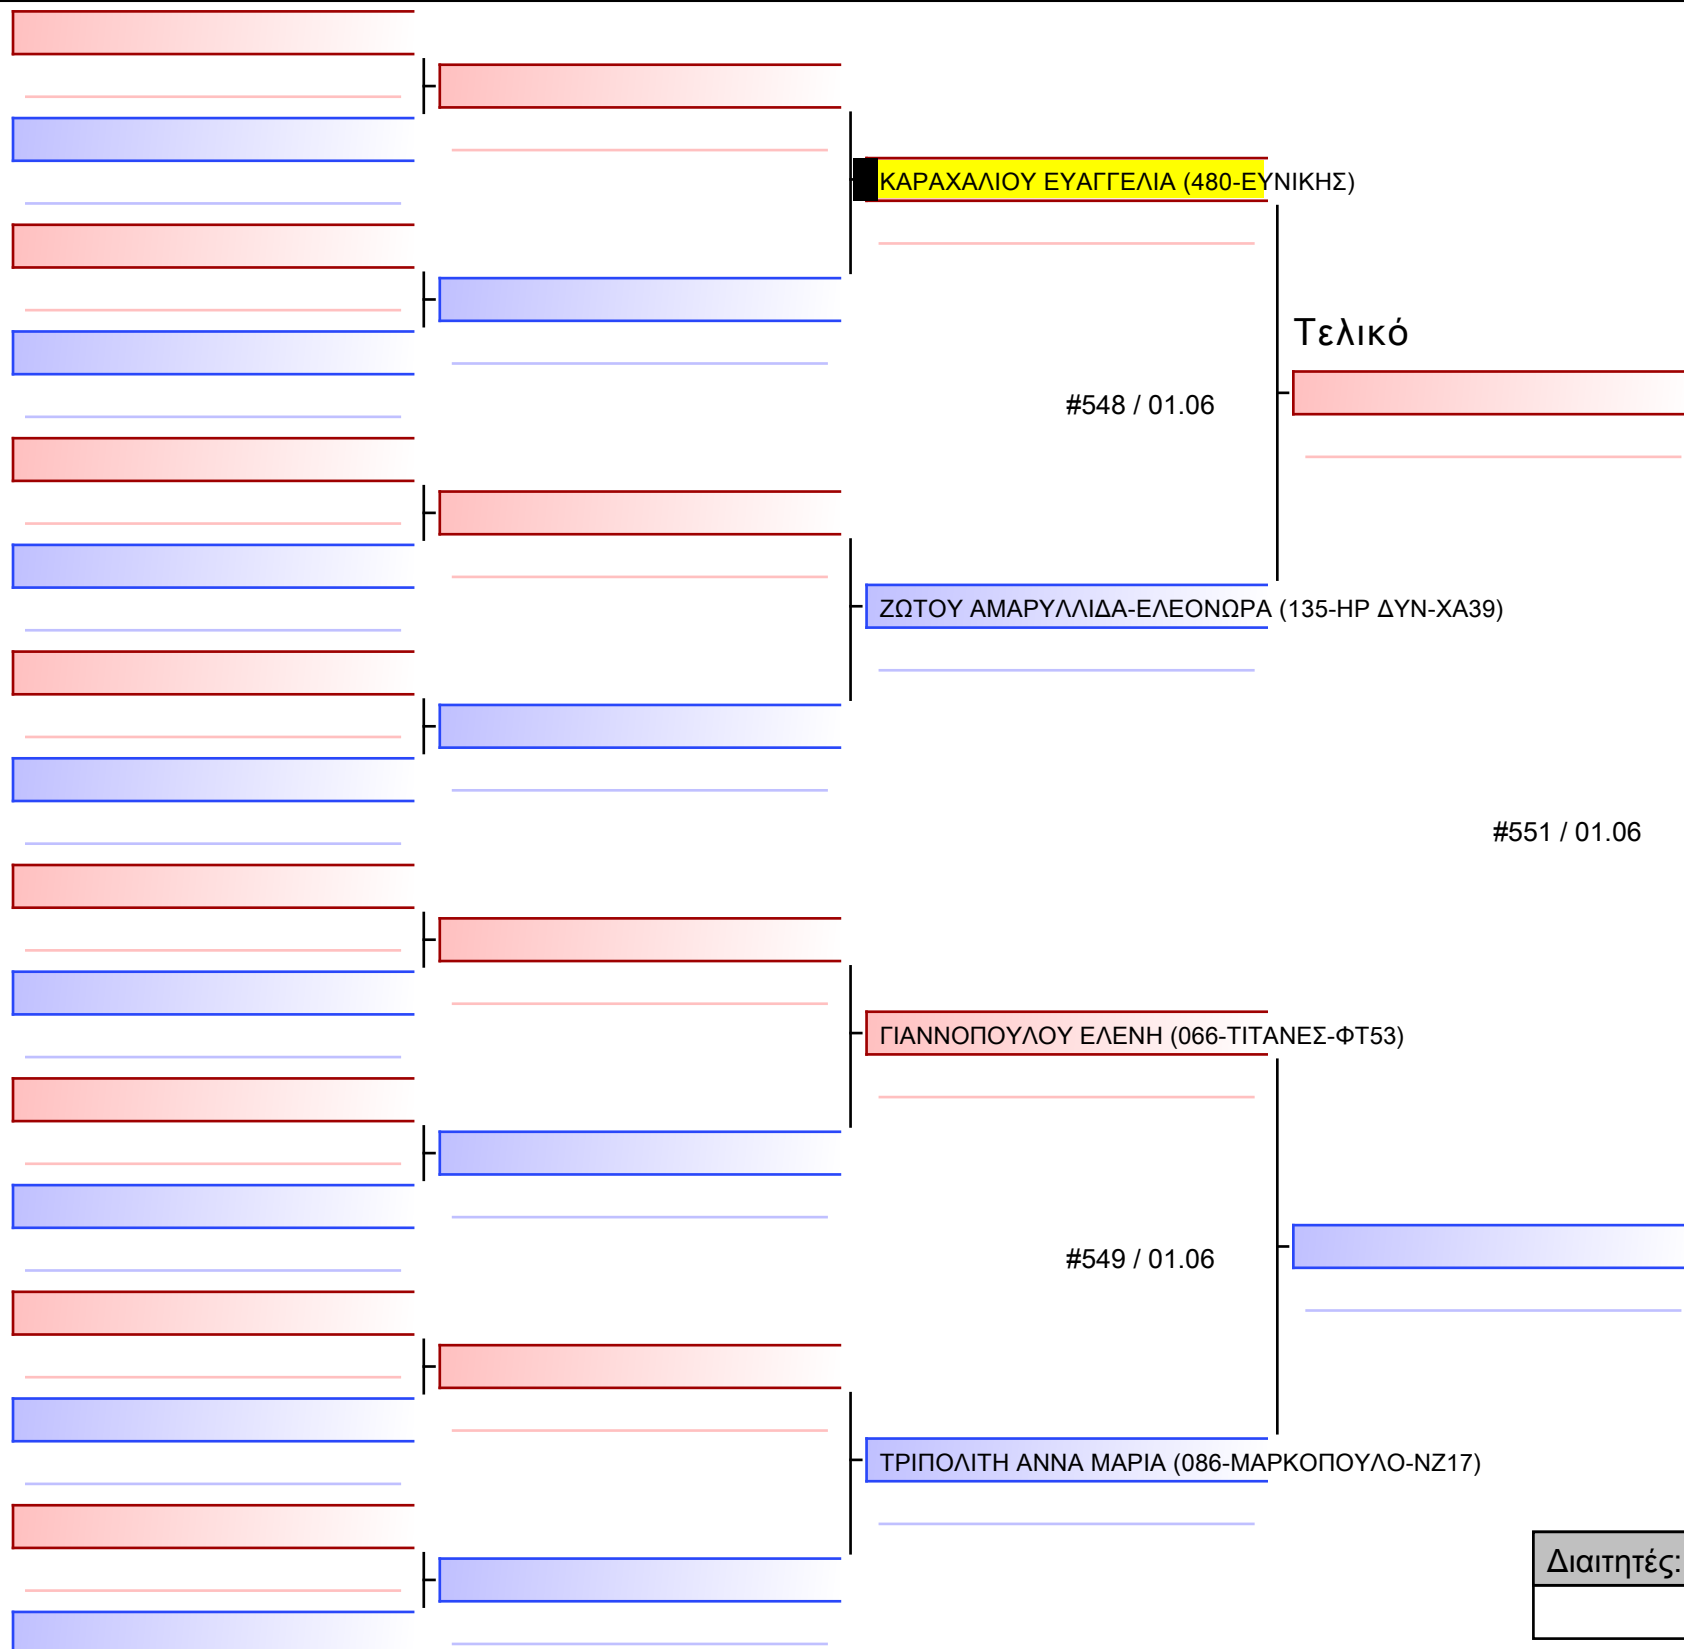 ΚΑΡΑΧΑΛΙΟΥ ΕΥΑΓΓΕΛΙΑ (480-ΕΥΝΙΚΗΣ)
Τελικό
#548 / 01.06
ΖΩΤΟΥ ΑΜΑΡΥΛΛΙΔΑ-ΕΛΕΟΝΩΡΑ (135-ΗΡ ΔΥΝ-ΧΑ39)
#551 / 01.06
ΓΙΑΝΝΟΠΟΥΛΟΥ ΕΛΕΝΗ (066-ΤΙΤΑΝΕΣ-ΦΤ53)
#549 / 01.06
ΤΡΙΠΟΛΙΤΗ ΑΝΝΑ ΜΑΡΙΑ (086-ΜΑΡΚΟΠΟΥΛΟ-ΝΖ17)
Διαιτητές: